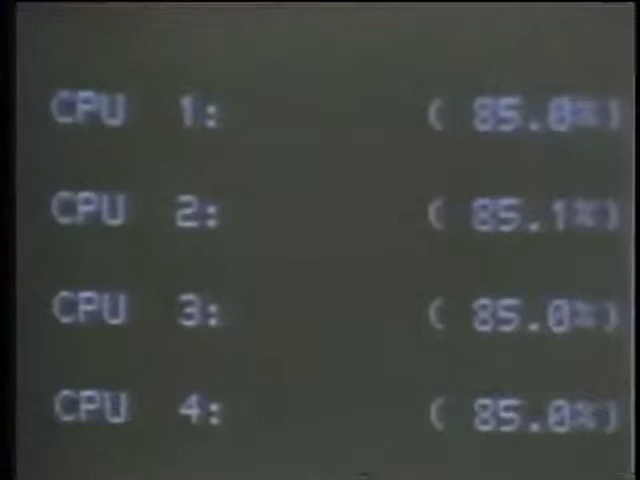 CPU 1: ( 85.0%)
CPU 2: ( 85.1%)
CPU 3: ( 85.0%)
CPU 4: ( 85.0%)